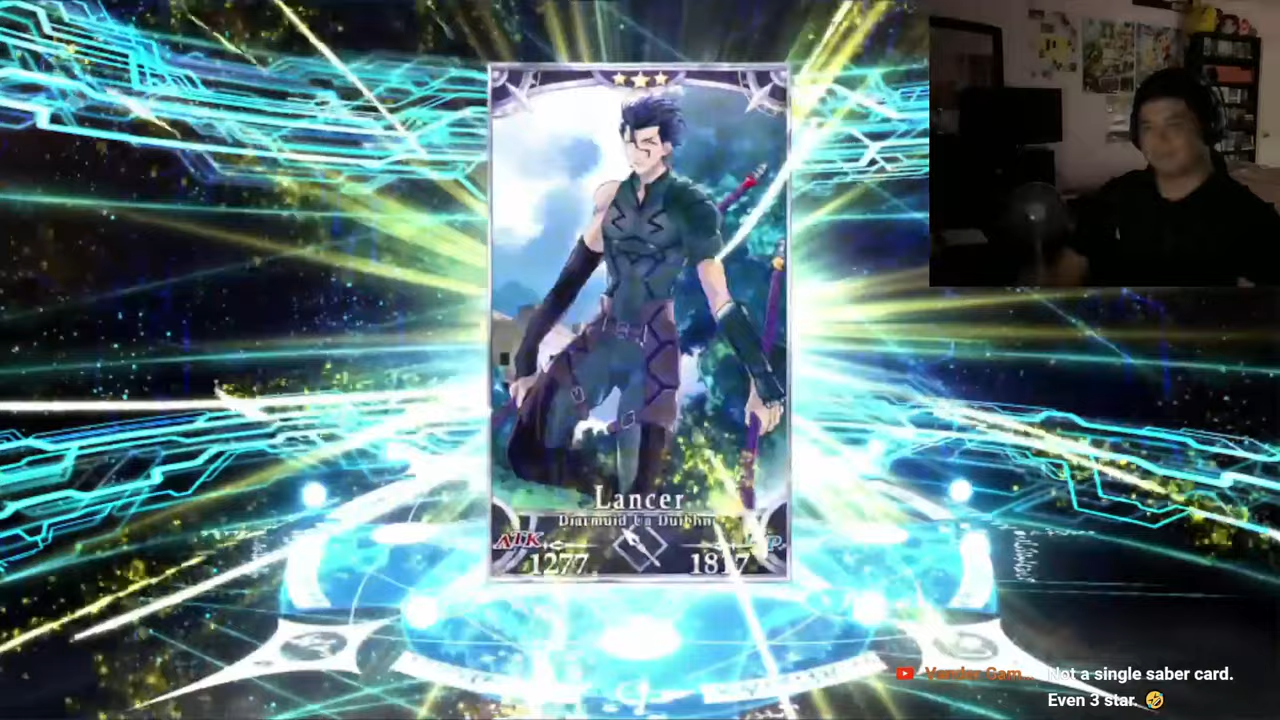 Lancer
Diarmuid Ua Duibhne
ATK
1277
1817
Not a single saber card.
Even 3 star. 🤣